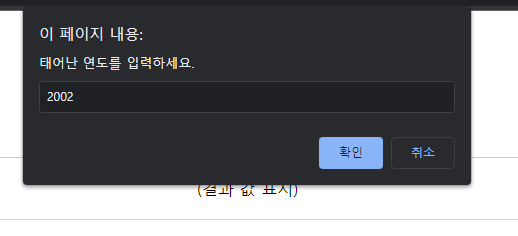 이 페이지 내용:
태어난 연도를 입력하세요.
2002
확인 취소
(결과 값 표시)